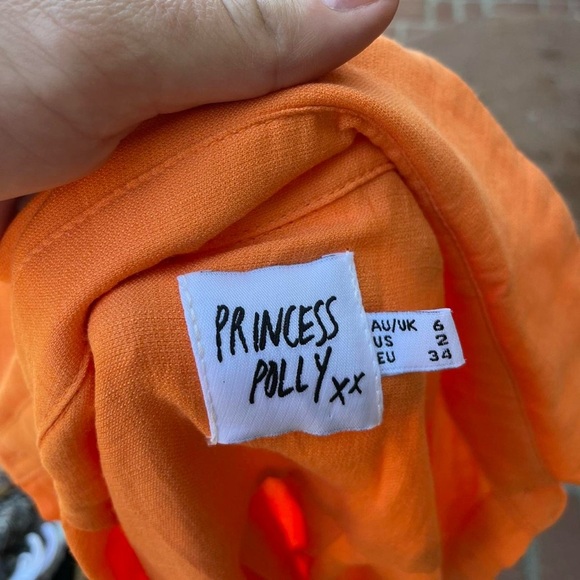 PRINCESS
POLLY xx
AU/UK 6
US 2
EU 34